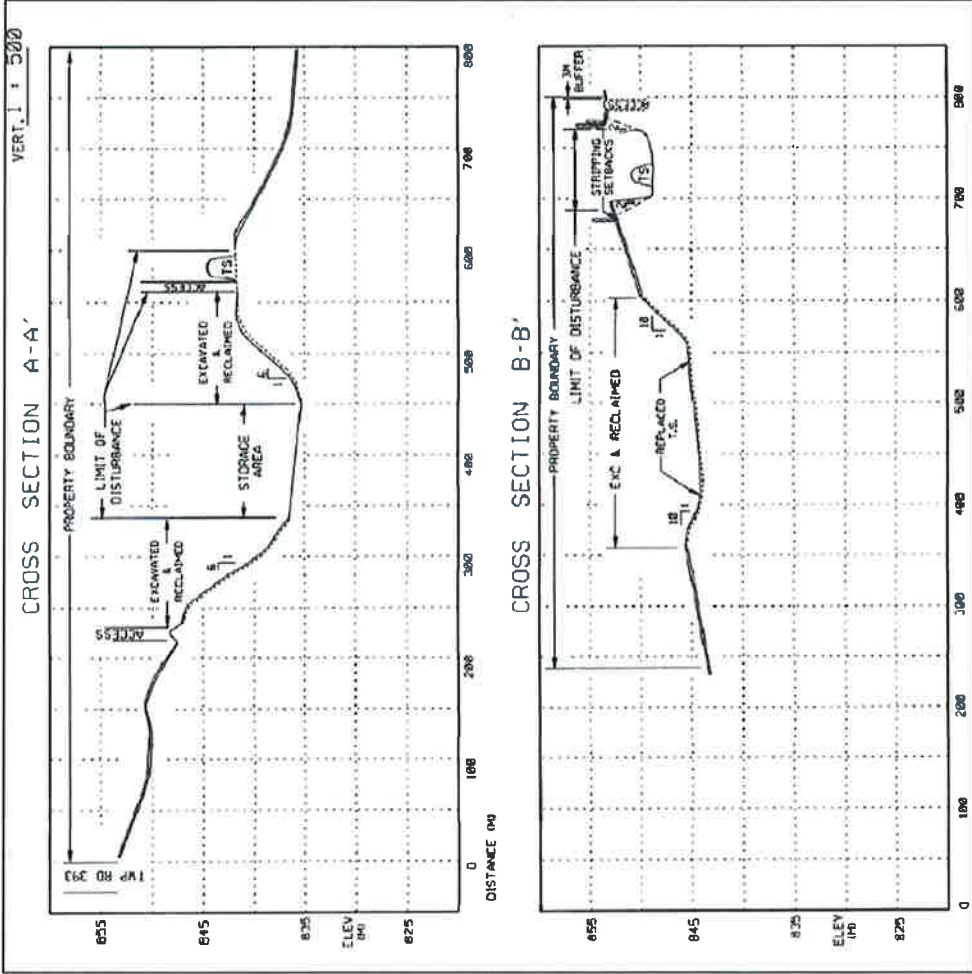 VERT. 1 : 500
CROSS SECTION A-A'
TWP RD 393
PROPERTY BOUNDARY
LIMIT OF
DISTURBANCE
ACCESS
EXCAVATED
&
RECLAIMED
STORAGE
AREA
EXCAVATED
&
RECLAIMED
ACCESS
TS
6
1
6
1
855
845
835
825
ELEV
(M)
0
100
200
300
400
500
600
700
800
DISTANCE (M)
CROSS SECTION B-B'
PROPERTY BOUNDARY
3M
BUFFER
LIMIT OF DISTURBANCE
STRIPPING
SETBACKS
ACCESS
EXC & RECLAIMED
REPLACED
T.S.
TS
10
1
10
1
855
845
835
825
ELEV
(M)
0
100
200
300
400
500
600
700
800